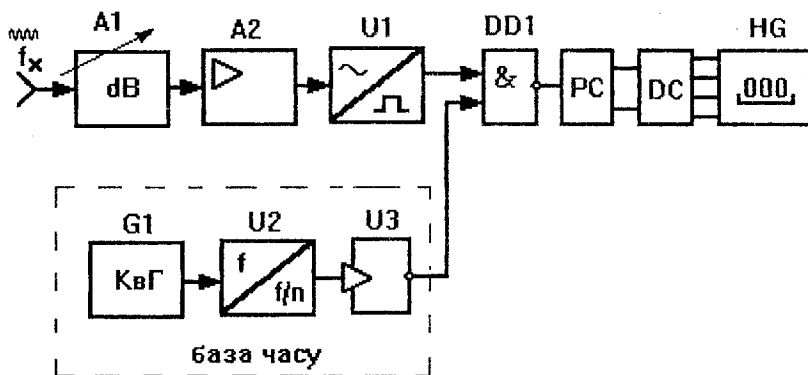 A1 A2 U1 DD1 HG
fx
dB & PC DC 000
G1 U2 U3
КвГ f f/n
база часу